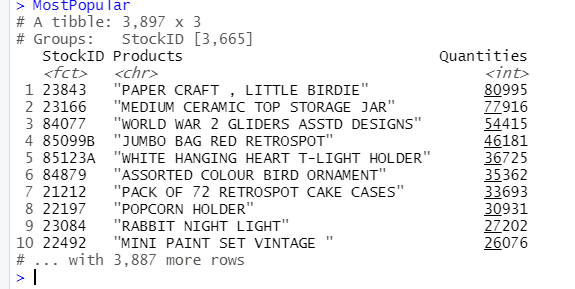 > MostPopular
# A tibble: 3,897 x 3
# Groups:   StockID [3,665]
   StockID Products                             Quantities
   <fct>   <chr>                                     <int>
 1 23843   "PAPER CRAFT , LITTLE BIRDIE"             80995
 2 23166   "MEDIUM CERAMIC TOP STORAGE JAR"          77916
 3 84077   "WORLD WAR 2 GLIDERS ASSTD DESIGNS"       54415
 4 85099B  "JUMBO BAG RED RETROSPOT"                 46181
 5 85123A  "WHITE HANGING HEART T-LIGHT HOLDER"      36725
 6 84879   "ASSORTED COLOUR BIRD ORNAMENT"           35362
 7 21212   "PACK OF 72 RETROSPOT CAKE CASES"         33693
 8 22197   "POPCORN HOLDER"                          30931
 9 23084   "RABBIT NIGHT LIGHT"                      27202
10 22492   "MINI PAINT SET VINTAGE "                 26076
# ... with 3,887 more rows
>